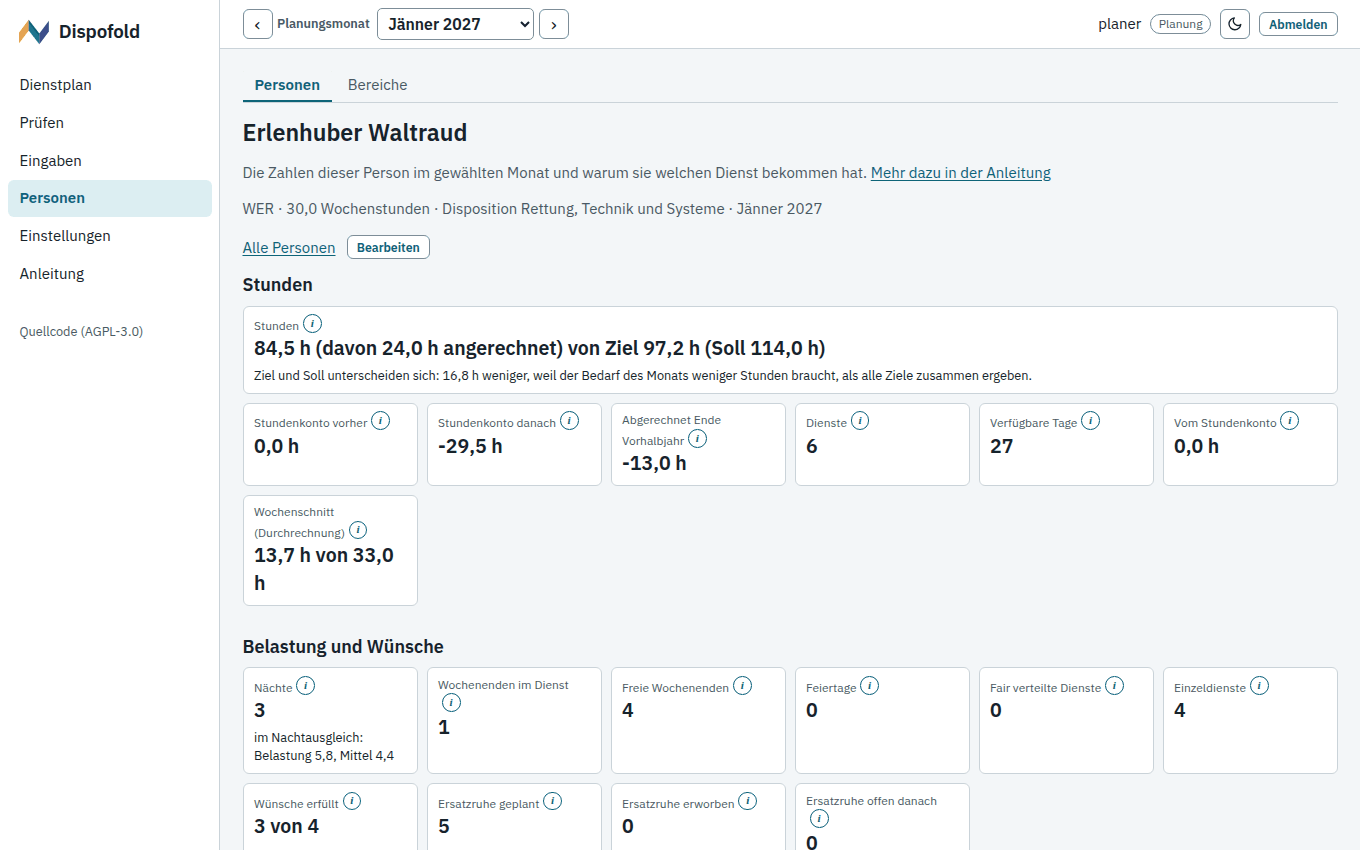 Dispofold
Dienstplan
Prüfen
Eingaben
Personen
Einstellungen
Anleitung
Quellcode (AGPL-3.0)
‹ Planungsmonat Jänner 2027 ›
planer Planung Abmelden
Personen Bereiche
Erlenhuber Waltraud
Die Zahlen dieser Person im gewählten Monat und warum sie welchen Dienst bekommen hat. Mehr dazu in der Anleitung
WER · 30,0 Wochenstunden · Disposition Rettung, Technik und Systeme · Jänner 2027
Alle Personen Bearbeiten
Stunden
Stunden i
84,5 h (davon 24,0 h angerechnet) von Ziel 97,2 h (Soll 114,0 h)
Ziel und Soll unterscheiden sich: 16,8 h weniger, weil der Bedarf des Monats weniger Stunden braucht, als alle Ziele zusammen ergeben.
Stundenkonto vorher i
0,0 h
Stundenkonto danach i
-29,5 h
Abgerechnet Ende
Vorhalbjahr i
-13,0 h
Dienste i
6
Verfügbare Tage i
27
Vom Stundenkonto i
0,0 h
Wochenschnitt
(Durchrechnung) i
13,7 h von 33,0
h
Belastung und Wünsche
Nächte i
3
im Nachtausgleich:
Belastung 5,8, Mittel 4,4
Wochenenden im Dienst
i
1
Freie Wochenenden i
4
Feiertage i
0
Fair verteilte Dienste i
0
Einzeldienste i
4
Wünsche erfüllt i
3 von 4
Ersatzruhe geplant i
5
Ersatzruhe erworben i
0
Ersatzruhe offen danach
i
0